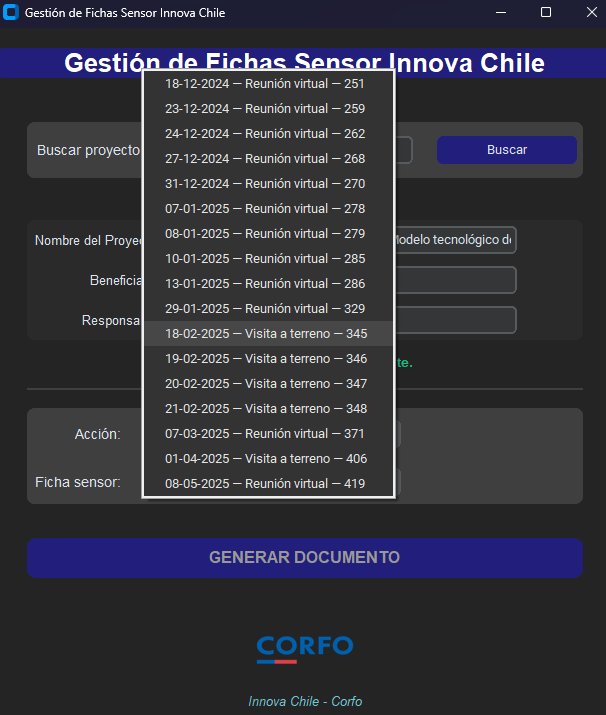 Gestión de Fichas Sensor Innova Chile
Gestión de Fichas Sensor Innova Chile
18-12-2024 — Reunión virtual — 251
23-12-2024 — Reunión virtual — 259
24-12-2024 — Reunión virtual — 262
27-12-2024 — Reunión virtual — 268
31-12-2024 — Reunión virtual — 270
07-01-2025 — Reunión virtual — 278
08-01-2025 — Reunión virtual — 279
10-01-2025 — Reunión virtual — 285
13-01-2025 — Reunión virtual — 286
29-01-2025 — Reunión virtual — 329
18-02-2025 — Visita a terreno — 345
19-02-2025 — Visita a terreno — 346
20-02-2025 — Visita a terreno — 347
21-02-2025 — Visita a terreno — 348
07-03-2025 — Reunión virtual — 371
01-04-2025 — Visita a terreno — 406
08-05-2025 — Reunión virtual — 419
Buscar proyecto
Buscar
Nombre del Proye
Modelo tecnológico de
Beneficia
Responsa
te.
Acción:
Ficha sensor:
GENERAR DOCUMENTO
CORFO
Innova Chile - Corfo